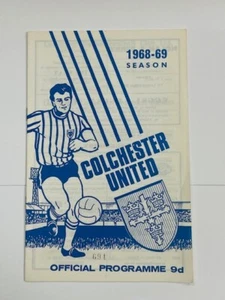 1968-69
SEASON
COLCHESTER
UNITED
OFFICIAL PROGRAMME 9d